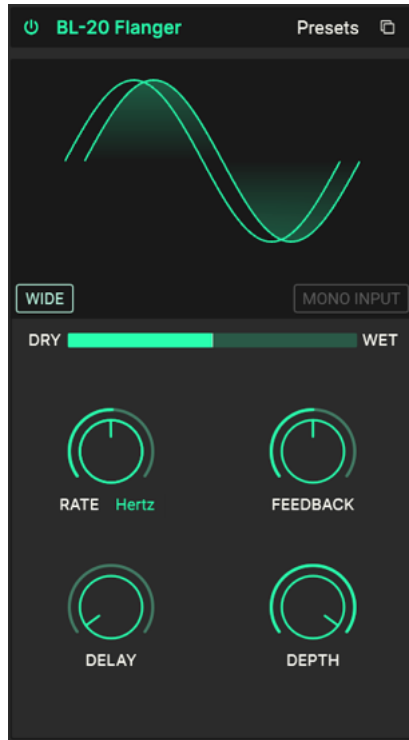 BL-20 Flanger Presets
WIDE MONO INPUT
DRY WET
RATE Hertz FEEDBACK
DELAY DEPTH